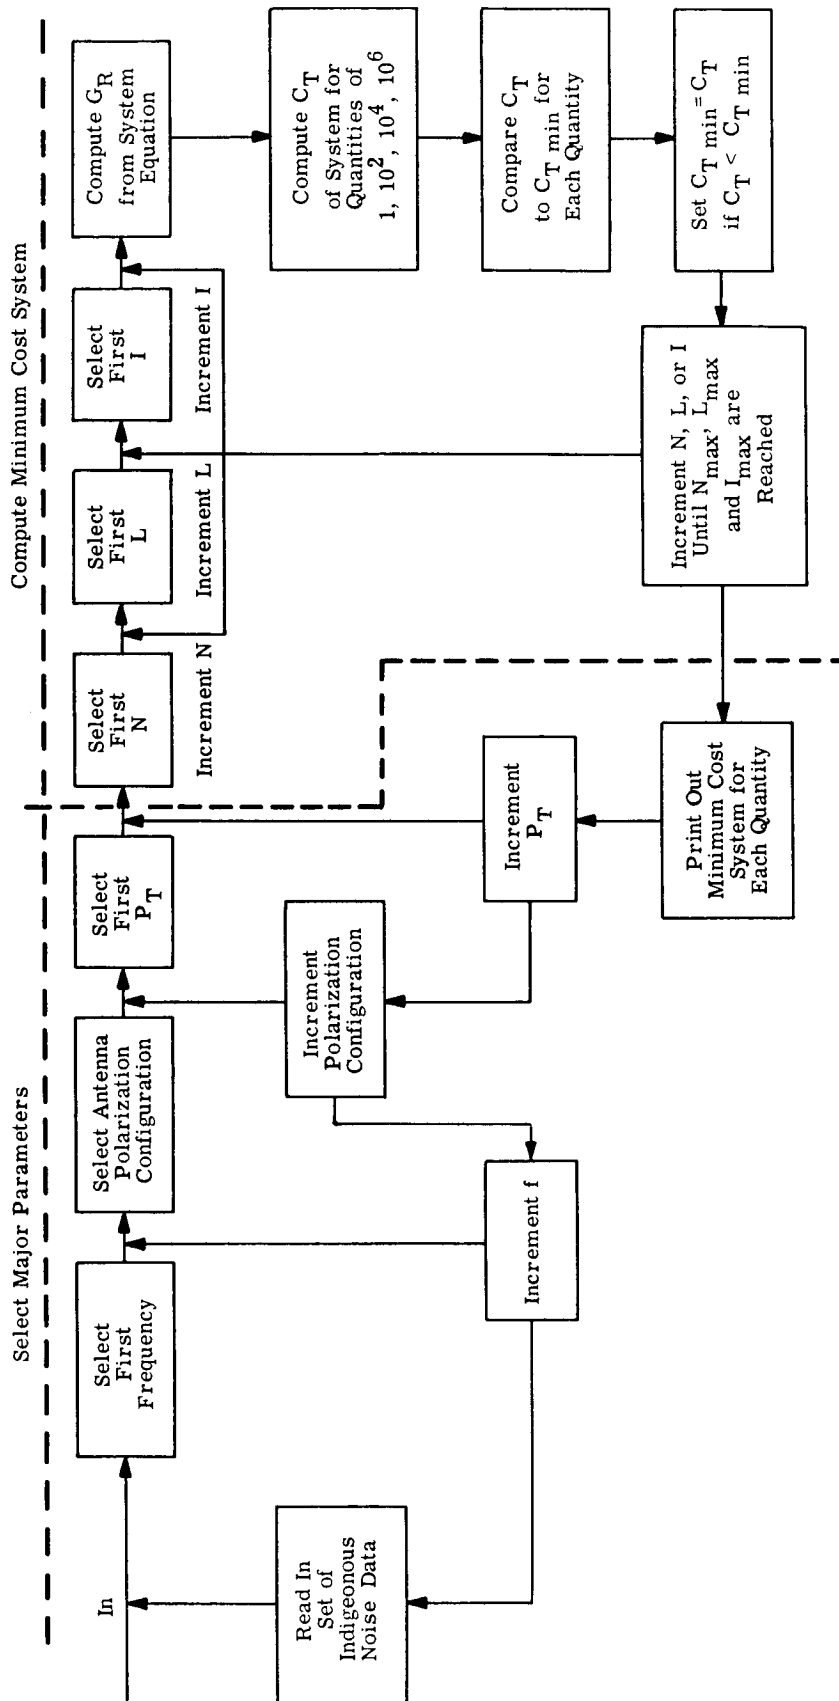 Select Major Parameters
Compute Minimum Cost System
In
Select
First
Frequency
Select Antenna
Polarization
Configuration
Select
First
P_T
Select
First
N
Select
First
L
Select
First
I
Compute G_R
from System
Equation
Increment N
Increment L
Increment I
Read In
Set of
Indigeonous
Noise Data
Increment f
Increment
Polarization
Configuration
Increment
P_T
Print Out
Minimum Cost
System for
Each Quantity
Increment N, L, or I
Until N_max, L_max
and I_max are
Reached
Compute C_T
of System for
Quantities of
1, 10^2, 10^4, 10^6
Compare C_T
to C_T min for
Each Quantity
Set C_T min = C_T
if C_T < C_T min